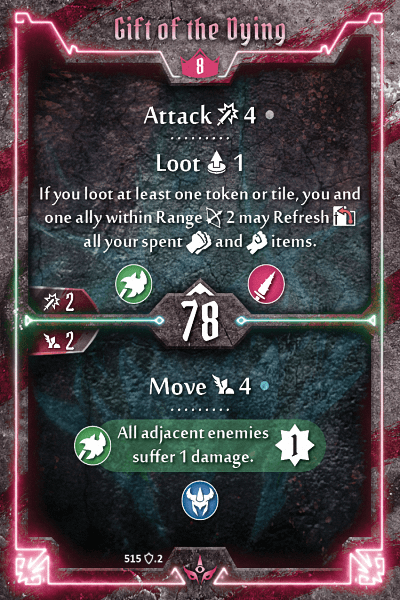 Gift of the Dying
8
Attack 4
Loot 1
If you loot at least one token or tile, you and
one ally within Range 2 may Refresh
all your spent and items.
2
78
2
Move 4
All adjacent enemies
suffer 1 damage.
1
515 .2